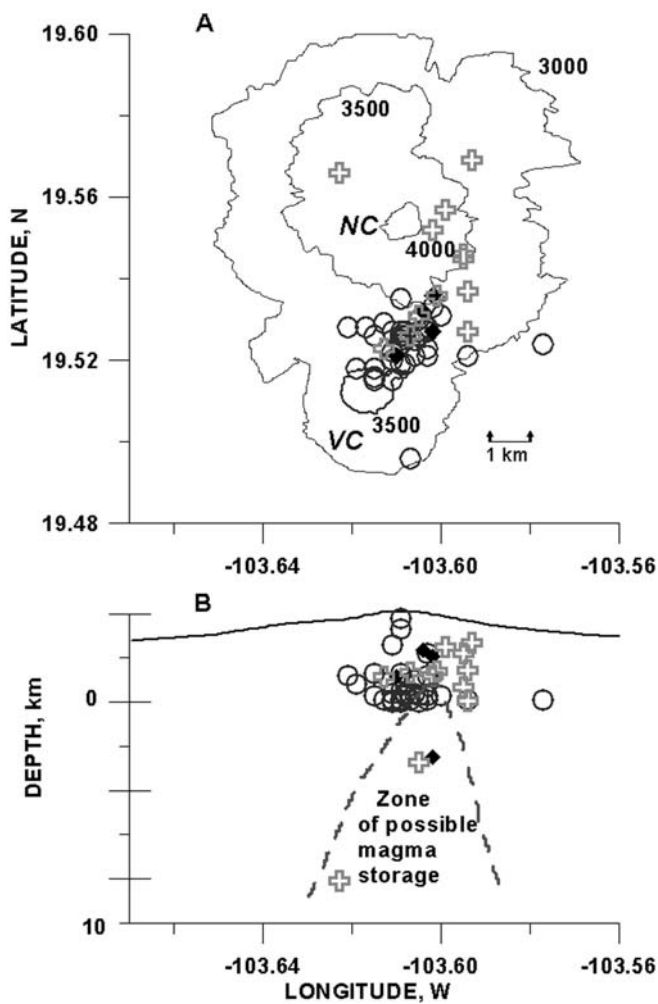 19.60
A
3000
3500
19.56
NC
4000
LATITUDE, N
19.52
3500
VC
1 km
19.48
-103.64
-103.60
-103.56
B
0
DEPTH, km
Zone
of possible
magma
storage
10
-103.64
-103.60
-103.56
LONGITUDE, W